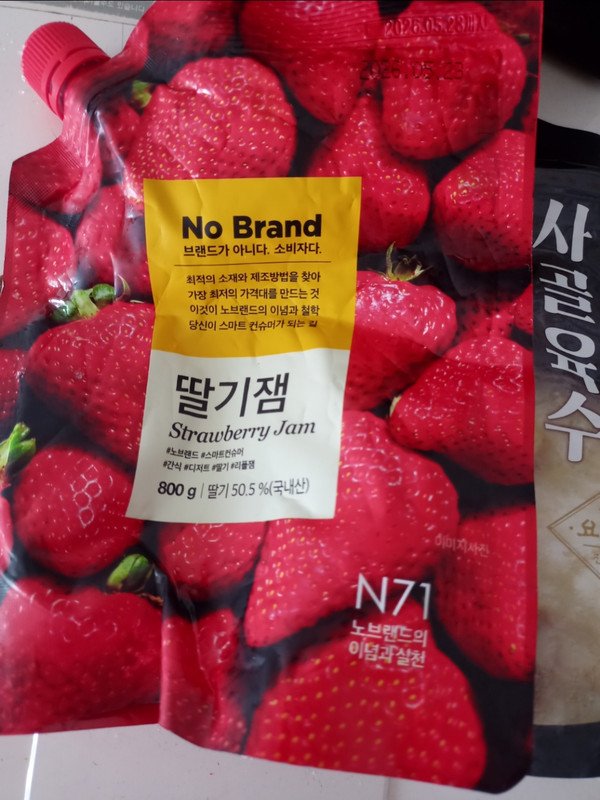 2026.05.23까지
No Brand
브랜드가 아니다. 소비자다.
최적의 소재와 제조방법을 찾아
가장 최저의 가격대를 만드는 것
이것이 노브랜드의 이념과 철학
당신이 스마트 컨슈머가 되는 길
딸기잼
Strawberry Jam
#노브랜드 #스마트컨슈머
#간식 #디저트 #딸기 #리플잼
800 g | 딸기 50.5 %(국내산)
이미지사진
N71
노브랜드의
이념과 실천
사골육수